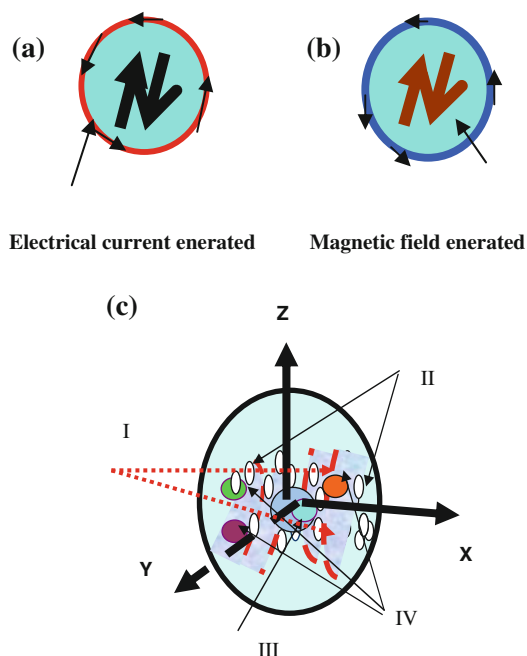 (a)
(b)
Electrical current enerated
Magnetic field enerated
(c)
Z
II
I
X
Y
IV
III